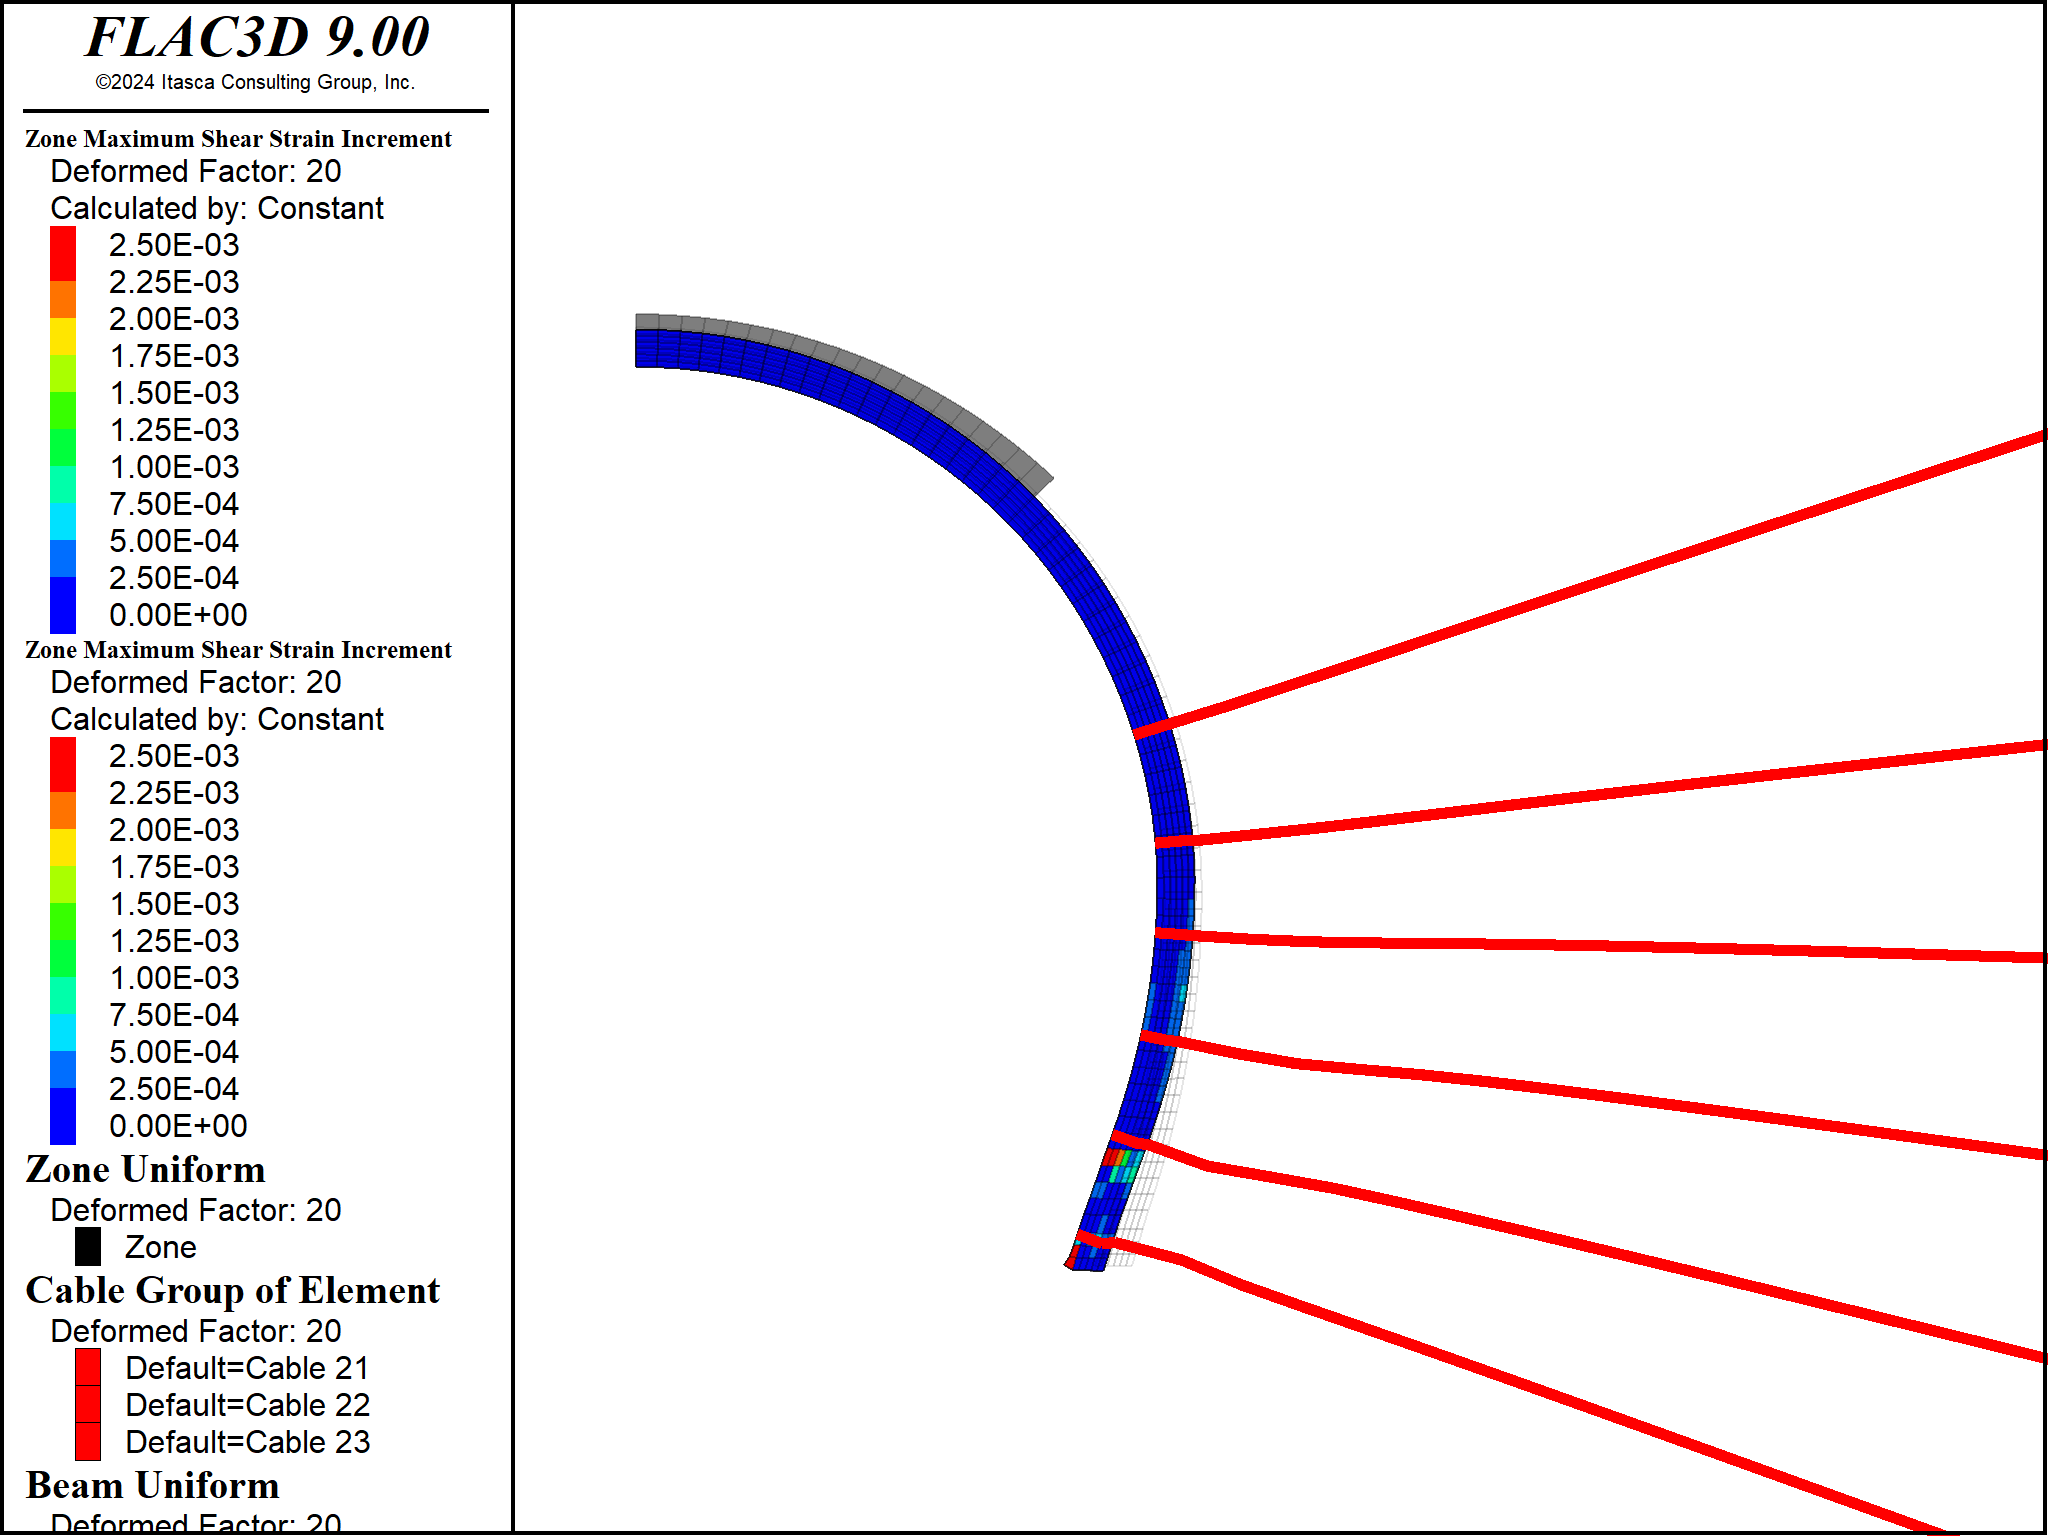 FLAC3D 9.00
©2024 Itasca Consulting Group, Inc.
Zone Maximum Shear Strain Increment
Deformed Factor: 20
Calculated by: Constant
2.50E-03
2.25E-03
2.00E-03
1.75E-03
1.50E-03
1.25E-03
1.00E-03
7.50E-04
5.00E-04
2.50E-04
0.00E+00
Zone Maximum Shear Strain Increment
Deformed Factor: 20
Calculated by: Constant
2.50E-03
2.25E-03
2.00E-03
1.75E-03
1.50E-03
1.25E-03
1.00E-03
7.50E-04
5.00E-04
2.50E-04
0.00E+00
Zone Uniform
Deformed Factor: 20
Zone
Cable Group of Element
Deformed Factor: 20
Default=Cable 21
Default=Cable 22
Default=Cable 23
Beam Uniform
Deformed Factor: 20